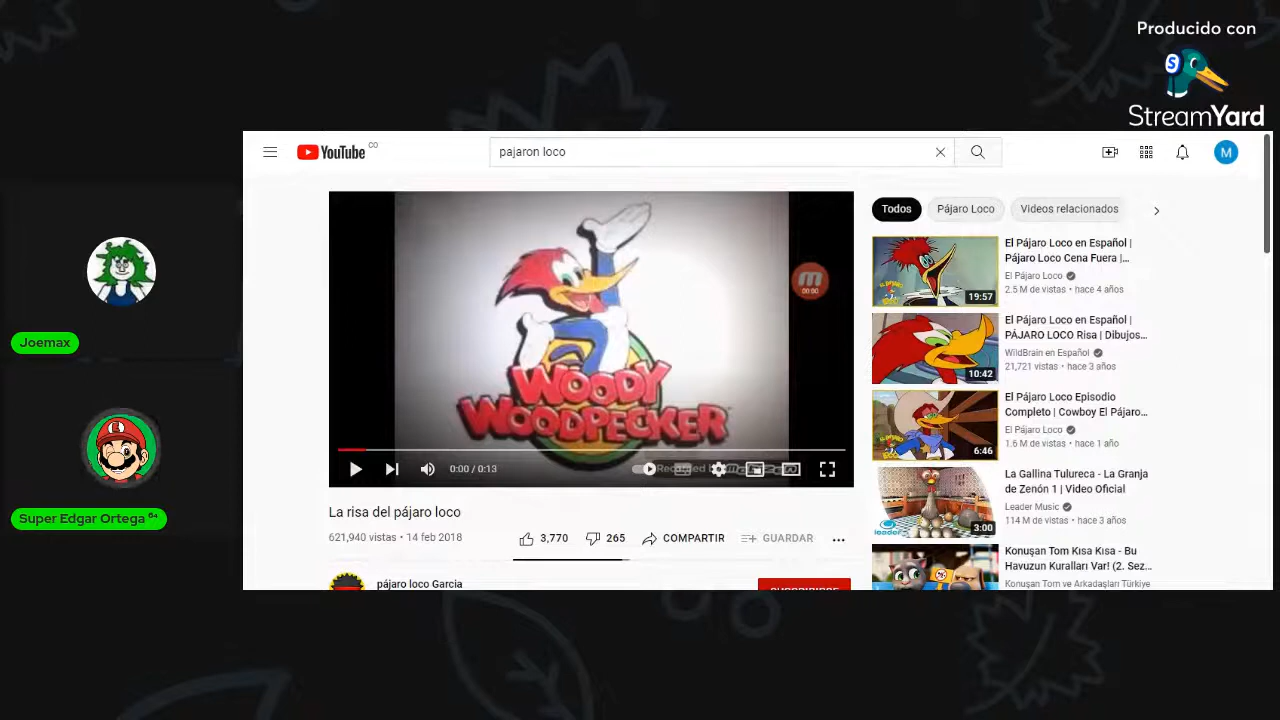 Producido con
S
StreamYard
YouTube CO
pajaron loco
M
Todos
Pájaro Loco
Videos relacionados
WOODY
WOODPECKER
00:00
0:00 / 0:13
La risa del pájaro loco
621,940 vistas • 14 feb 2018
3,770
265
COMPARTIR
GUARDAR
pájaro loco Garcia
El Pájaro Loco en Español |
Pájaro Loco Cena Fuera |...
El Pájaro Loco
2.5 M de vistas • hace 4 años
19:57
El Pájaro Loco en Español |
PÁJARO LOCO Risa | Dibujos...
WildBrain en Español
21,721 vistas • hace 3 años
10:42
El Pájaro Loco Episodio
Completo | Cowboy El Pájaro...
El Pájaro Loco
1.6 M de vistas • hace 1 año
6:46
La Gallina Tulureca - La Granja
de Zenón 1 | Video Oficial
Leader Music
114 M de vistas • hace 3 años
3:00
leader
Konuşan Tom Kısa Kısa - Bu
Havuzun Kuralları Var! (2. Sez...
Konuşan Tom ve Arkadaşları Türkiye
Joemax
Super Edgar Ortega ⁶⁴